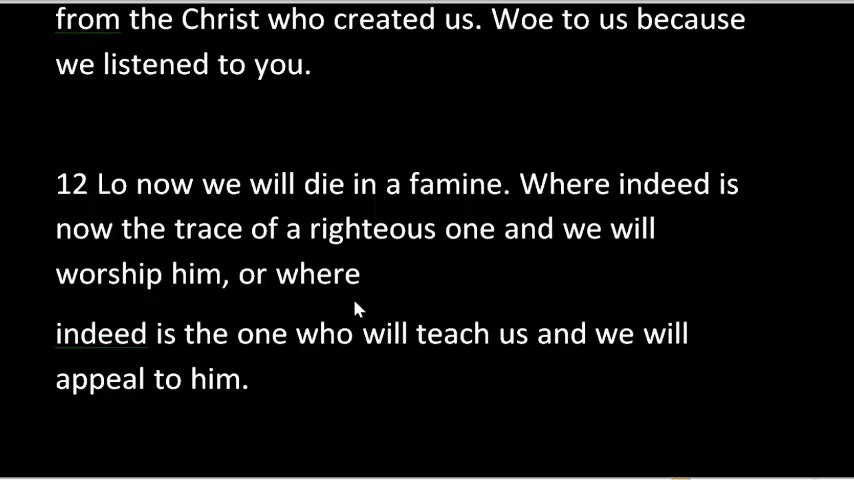 from the Christ who created us. Woe to us because
we listened to you.
12 Lo now we will die in a famine. Where indeed is
now the trace of a righteous one and we will
worship him, or where
indeed is the one who will teach us and we will
appeal to him.